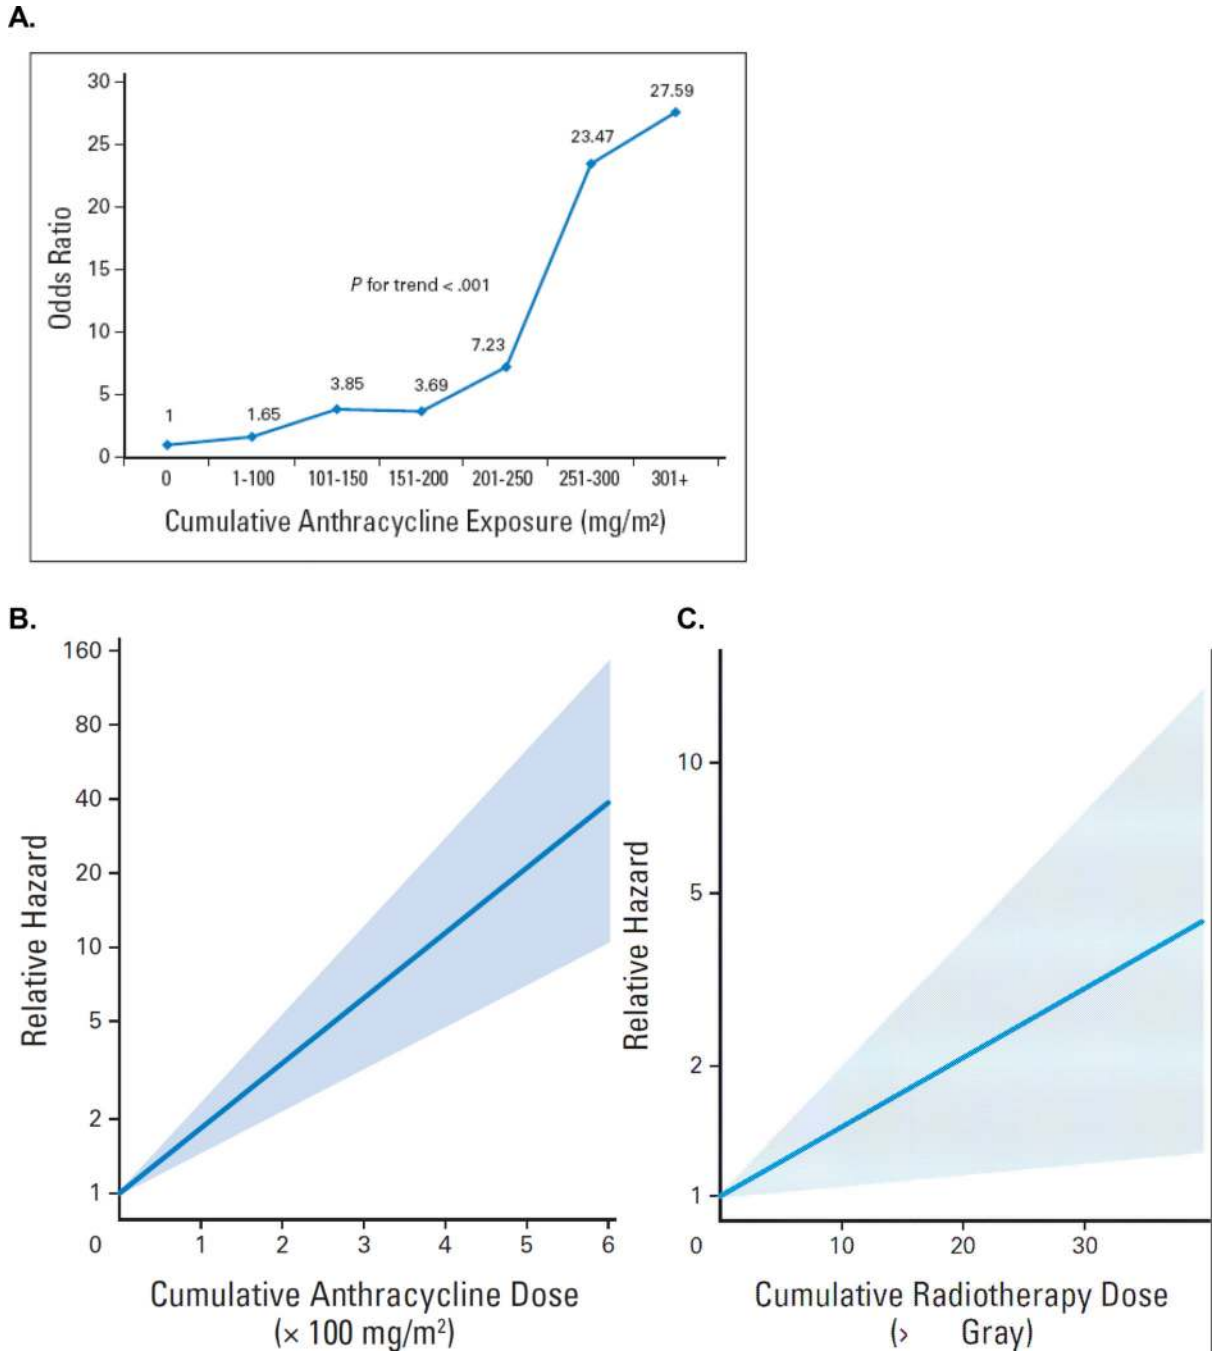 A.
30
25
20
15
10
5
0
Odds Ratio
1
1.65
3.85
3.69
7.23
23.47
27.59
P for trend < .001
0 1-100 101-150 151-200 201-250 251-300 301+
Cumulative Anthracycline Exposure (mg/m²)
B.
160
80
40
20
10
5
2
1
Relative Hazard
0 1 2 3 4 5 6
Cumulative Anthracycline Dose
(× 100 mg/m²)
C.
10
5
2
1
Relative Hazard
0 10 20 30
Cumulative Radiotherapy Dose
(› Gray)